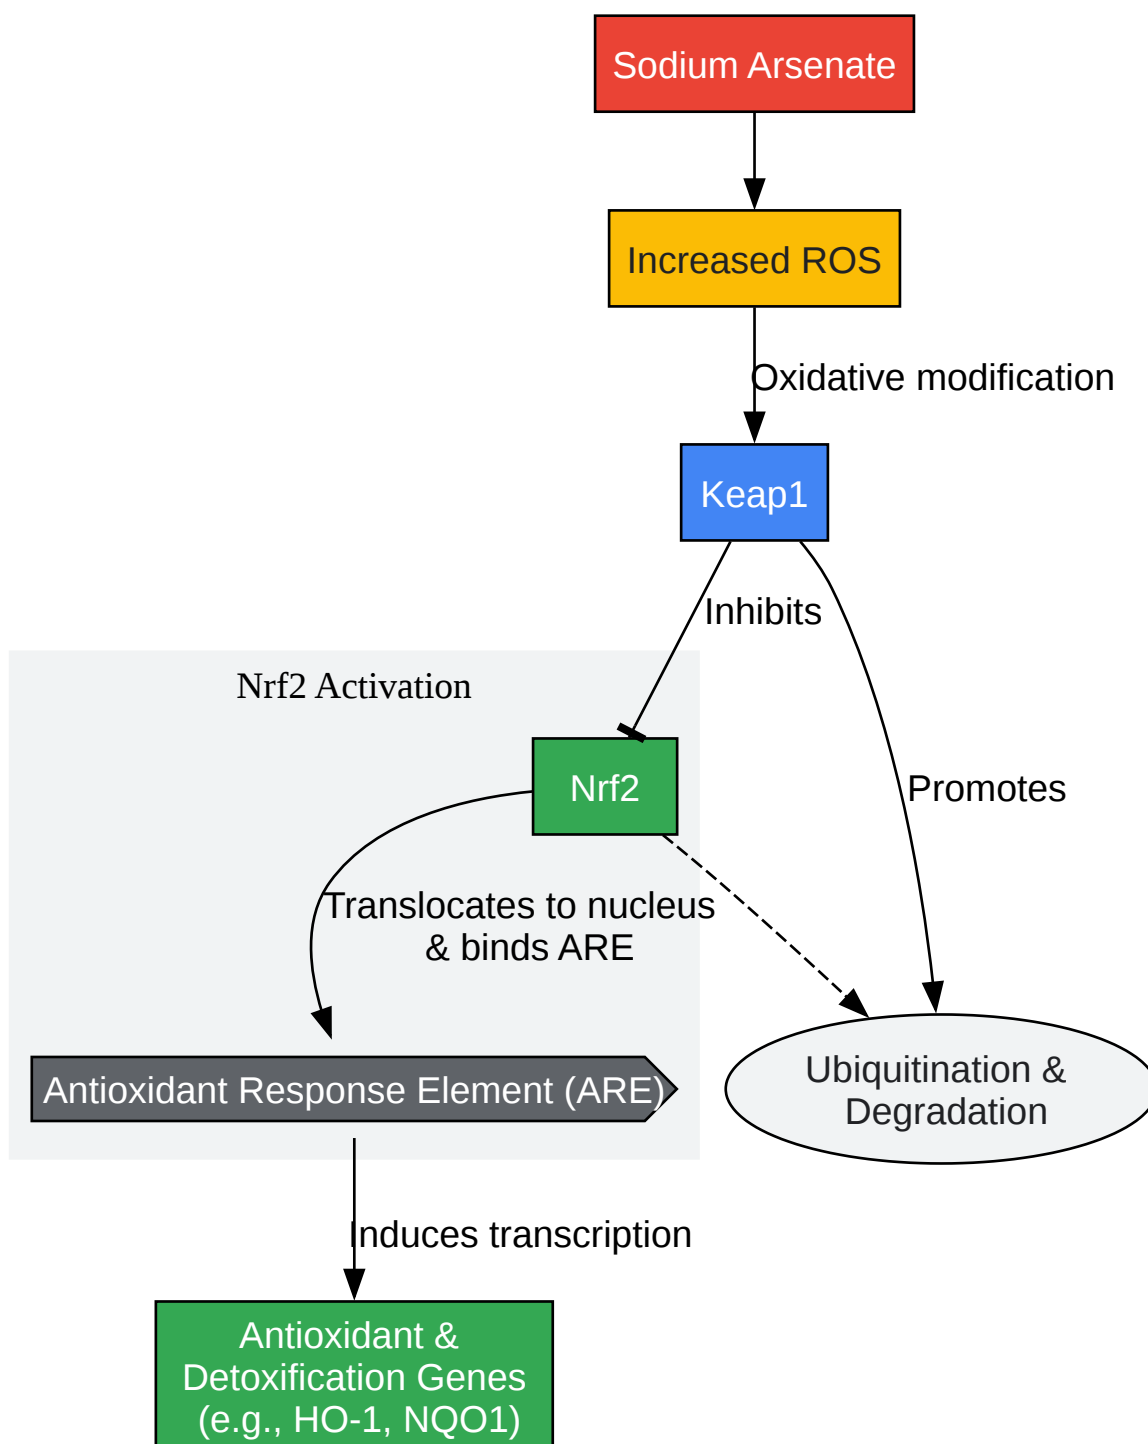 Sodium Arsenate
Increased ROS
Oxidative modification
Keap1
Inhibits
Nrf2 Activation
Nrf2
Promotes
Translocates to nucleus
& binds ARE
Antioxidant Response Element (ARE)
Ubiquitination &
Degradation
Induces transcription
Antioxidant &
Detoxification Genes
(e.g., HO-1, NQO1)